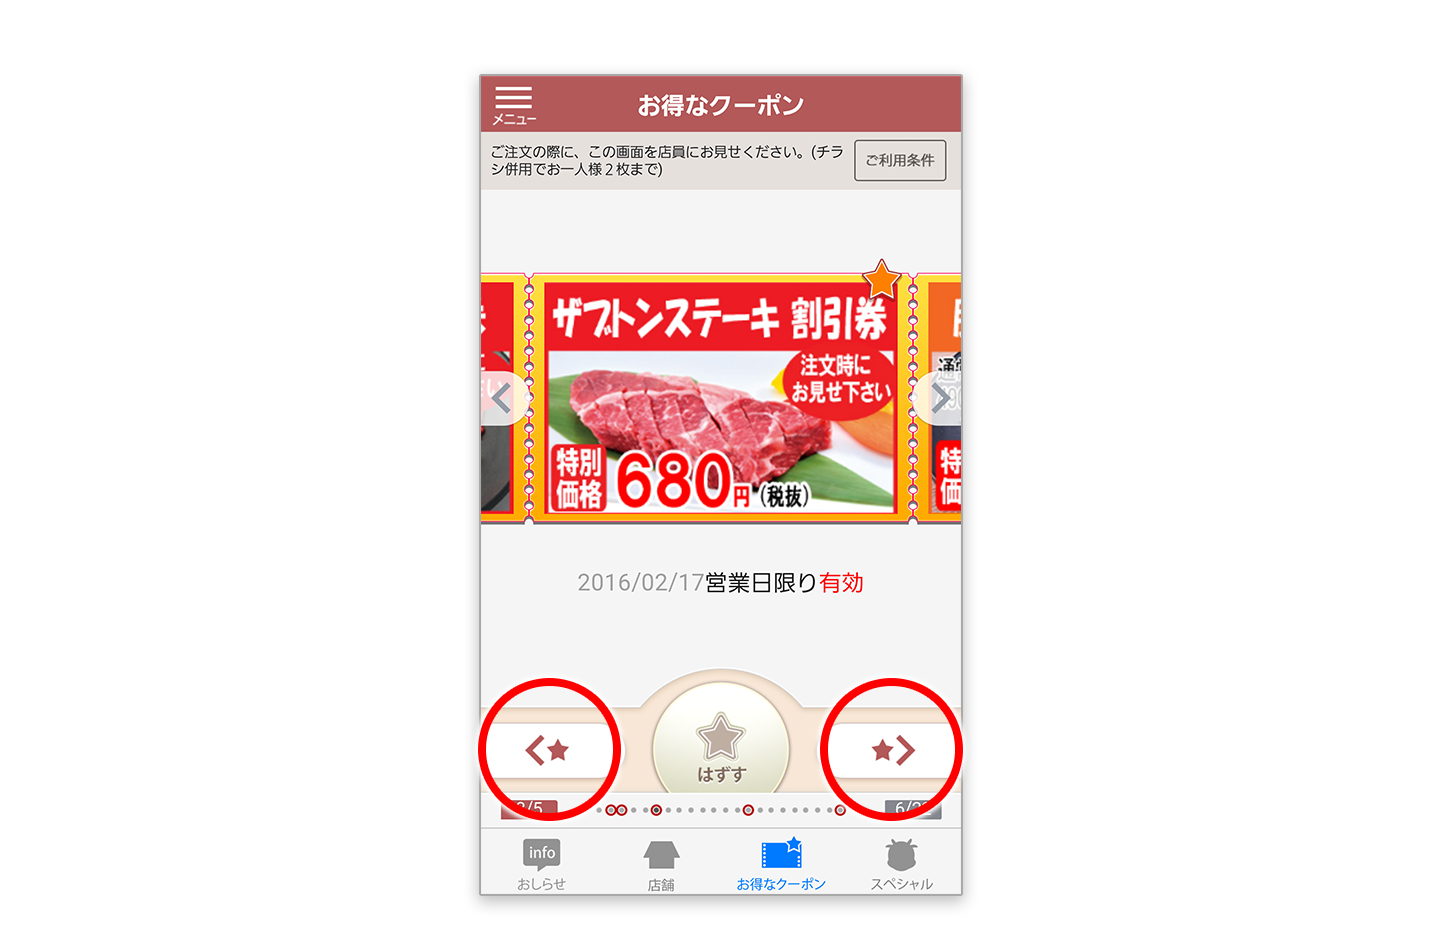 メニュー
お得なクーポン
ご注文の際に、この画面を店員にお見せください。(チラ
シ併用でお一人様２枚まで)
ご利用条件
ザブトンステーキ 割引券
注文時に
お見せ下さい
特別
価格
680円(税抜)
通常
特
価
2016/02/17営業日限り有効
はずす
/5
6/22
info
おしらせ
店舗
お得なクーポン
スペシャル